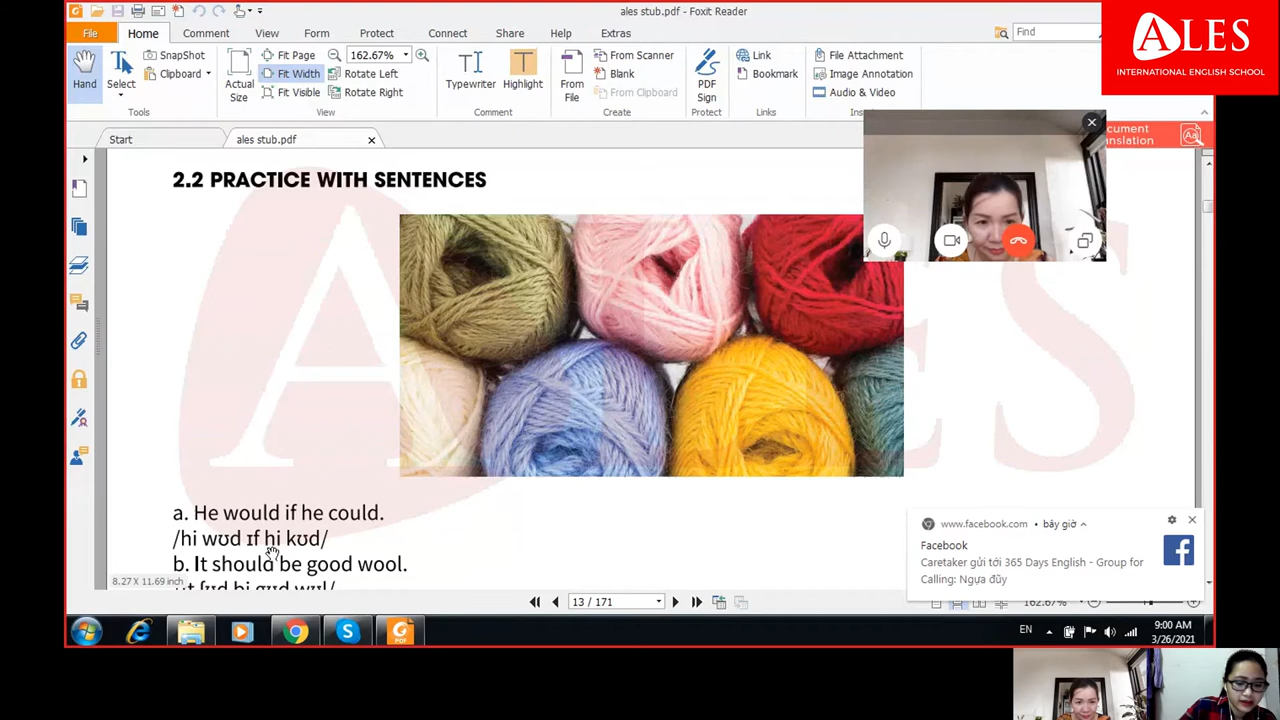 ales stub.pdf - Foxit Reader
File Home Comment View Form Protect Connect Share Help Extras Find
SnapShot Fit Page 162.67% From Scanner Link File Attachment
Clipboard Fit Width Rotate Left Blank Bookmark Image Annotation
Hand Select Actual Size Fit Visible Rotate Right Typewriter Highlight From File From Clipboard PDF Sign Audio & Video
Tools View Comment Create Protect Links
ALES
INTERNATIONAL ENGLISH SCHOOL
Start ales stub.pdf
2.2 PRACTICE WITH SENTENCES
ALES
a. He would if he could.
/hi wʊd ɪf hi kʊd/
b. It should be good wool.
8.27 x 11.69 inch
www.facebook.com • bây giờ
Facebook
Caretaker gửi tới 365 Days English - Group for
Calling: Ngựa đũy
13 / 171 162.67%
EN 9:00 AM
3/26/2021